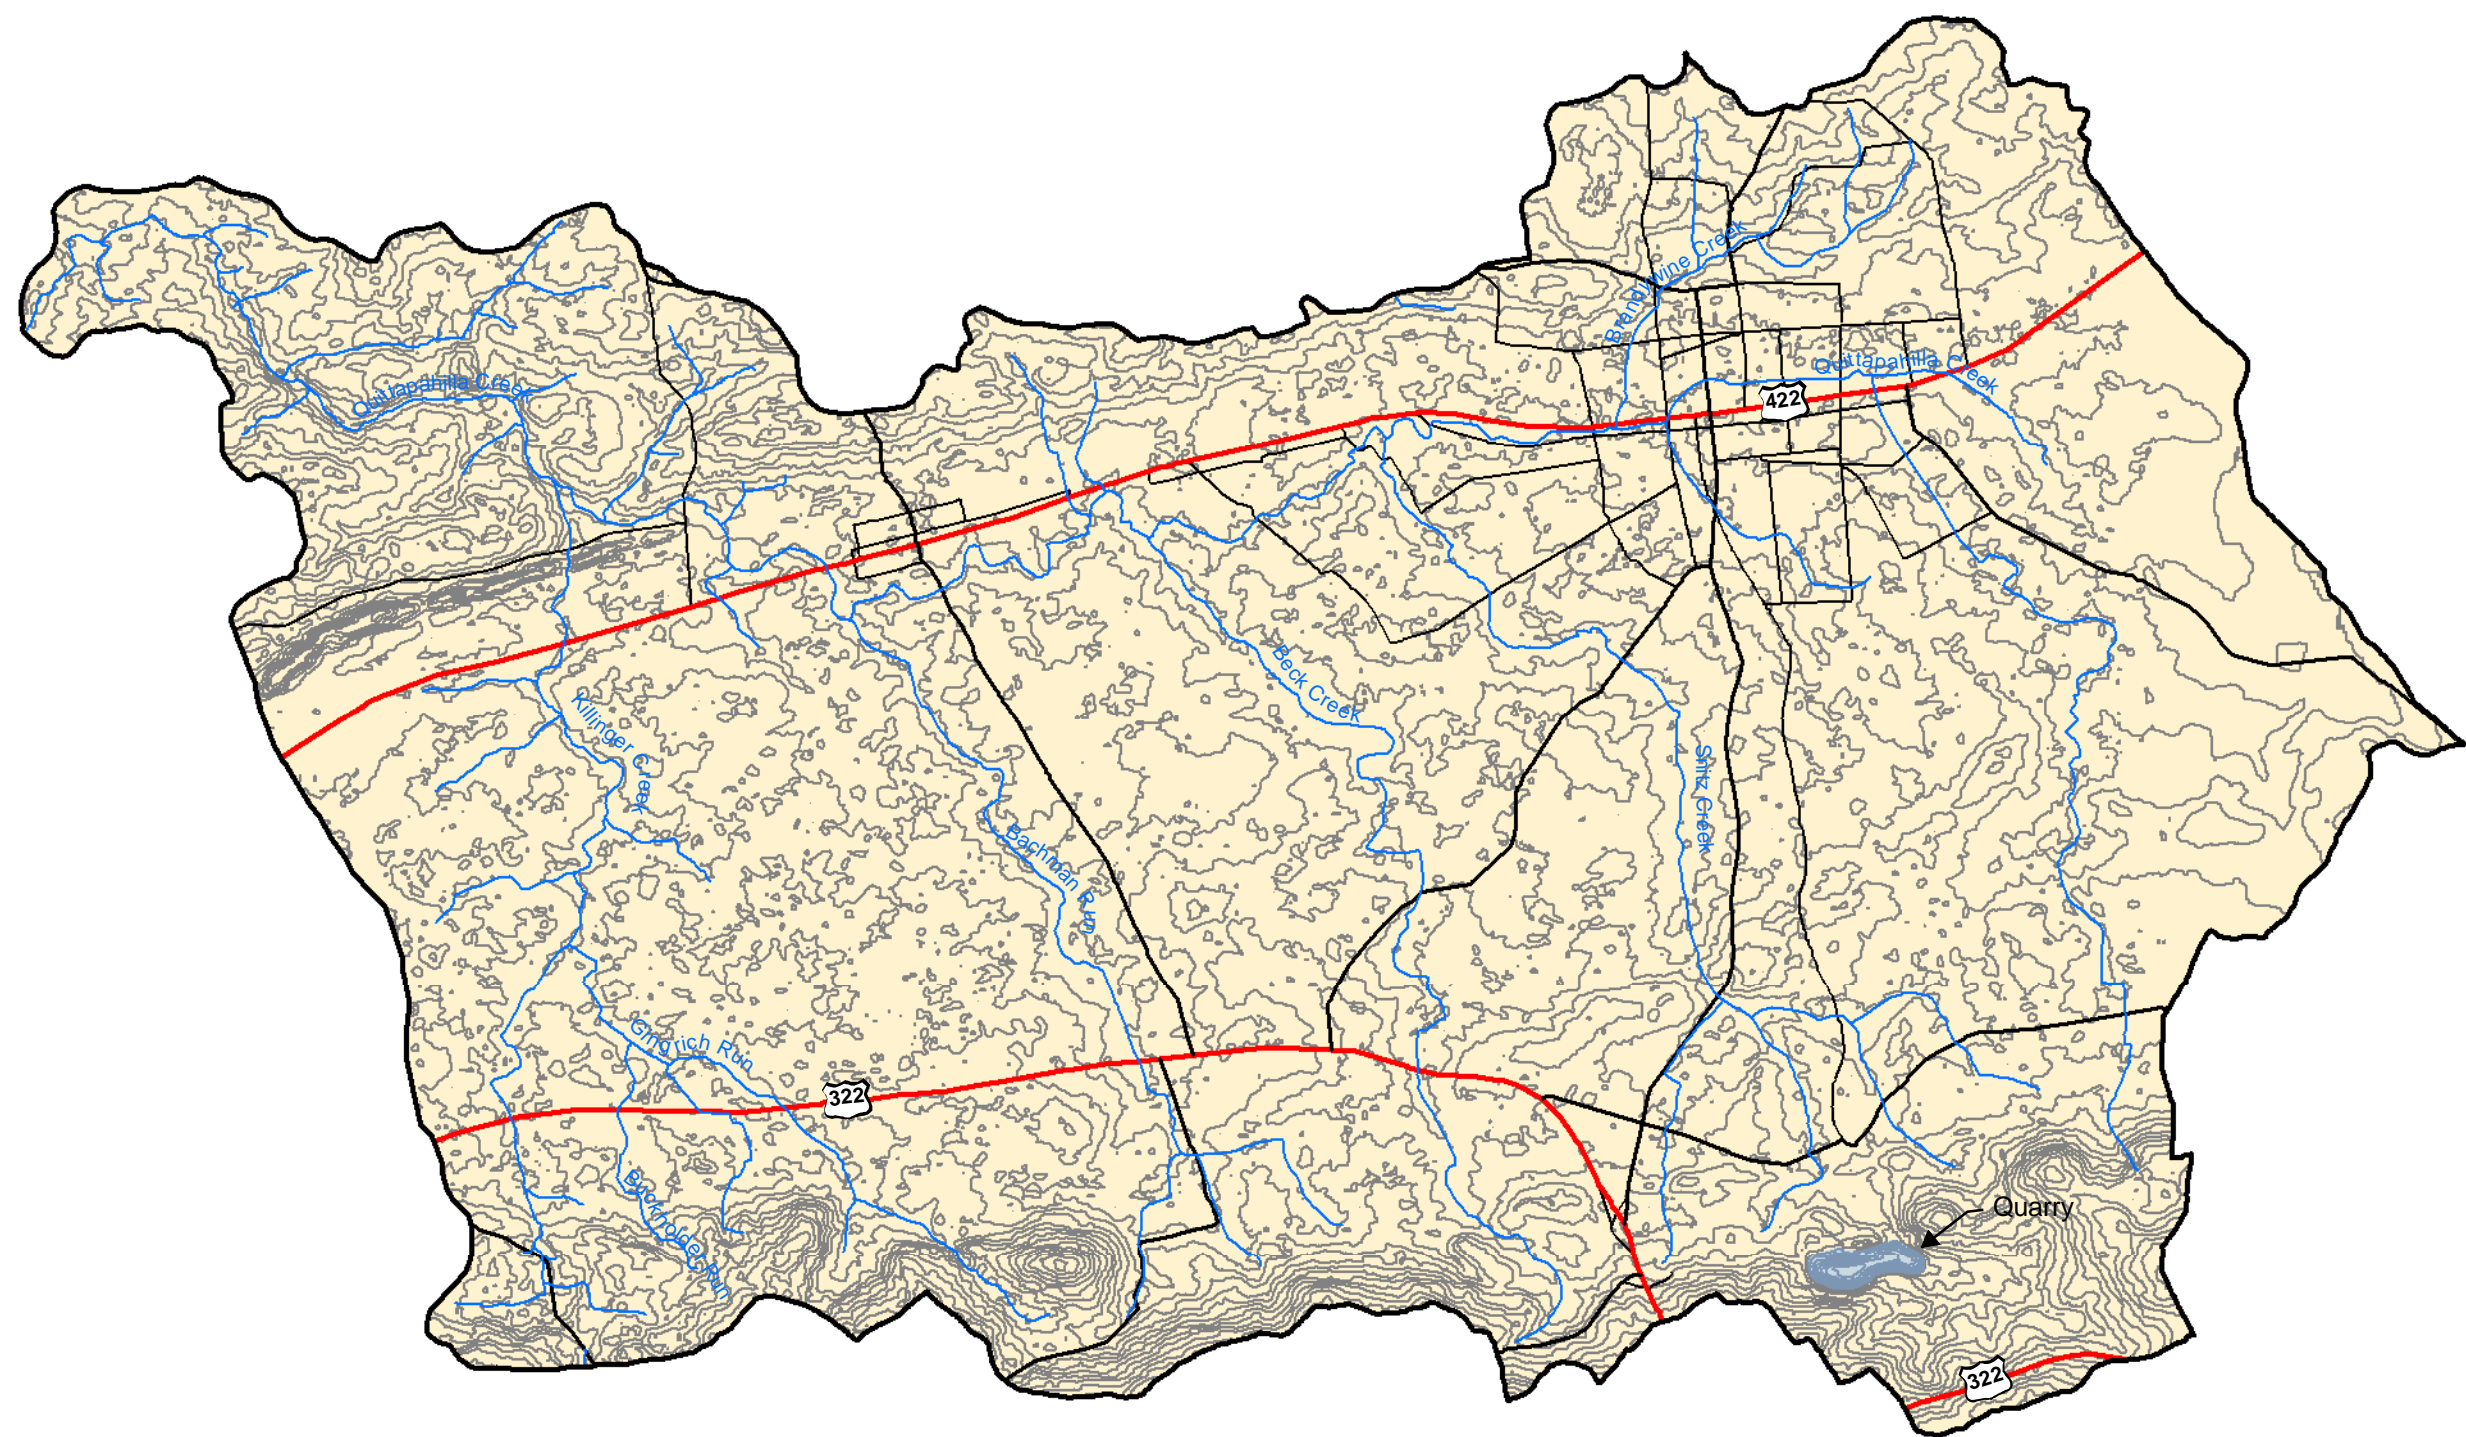 Brandywine Creek
Quittapahilla Creek
Quittapahilla Creek
422
Beck Creek
Killinger Creek
Snitz Creek
Bachman Run
Gingrich Run
322
Buckholder Run
Quarry
322